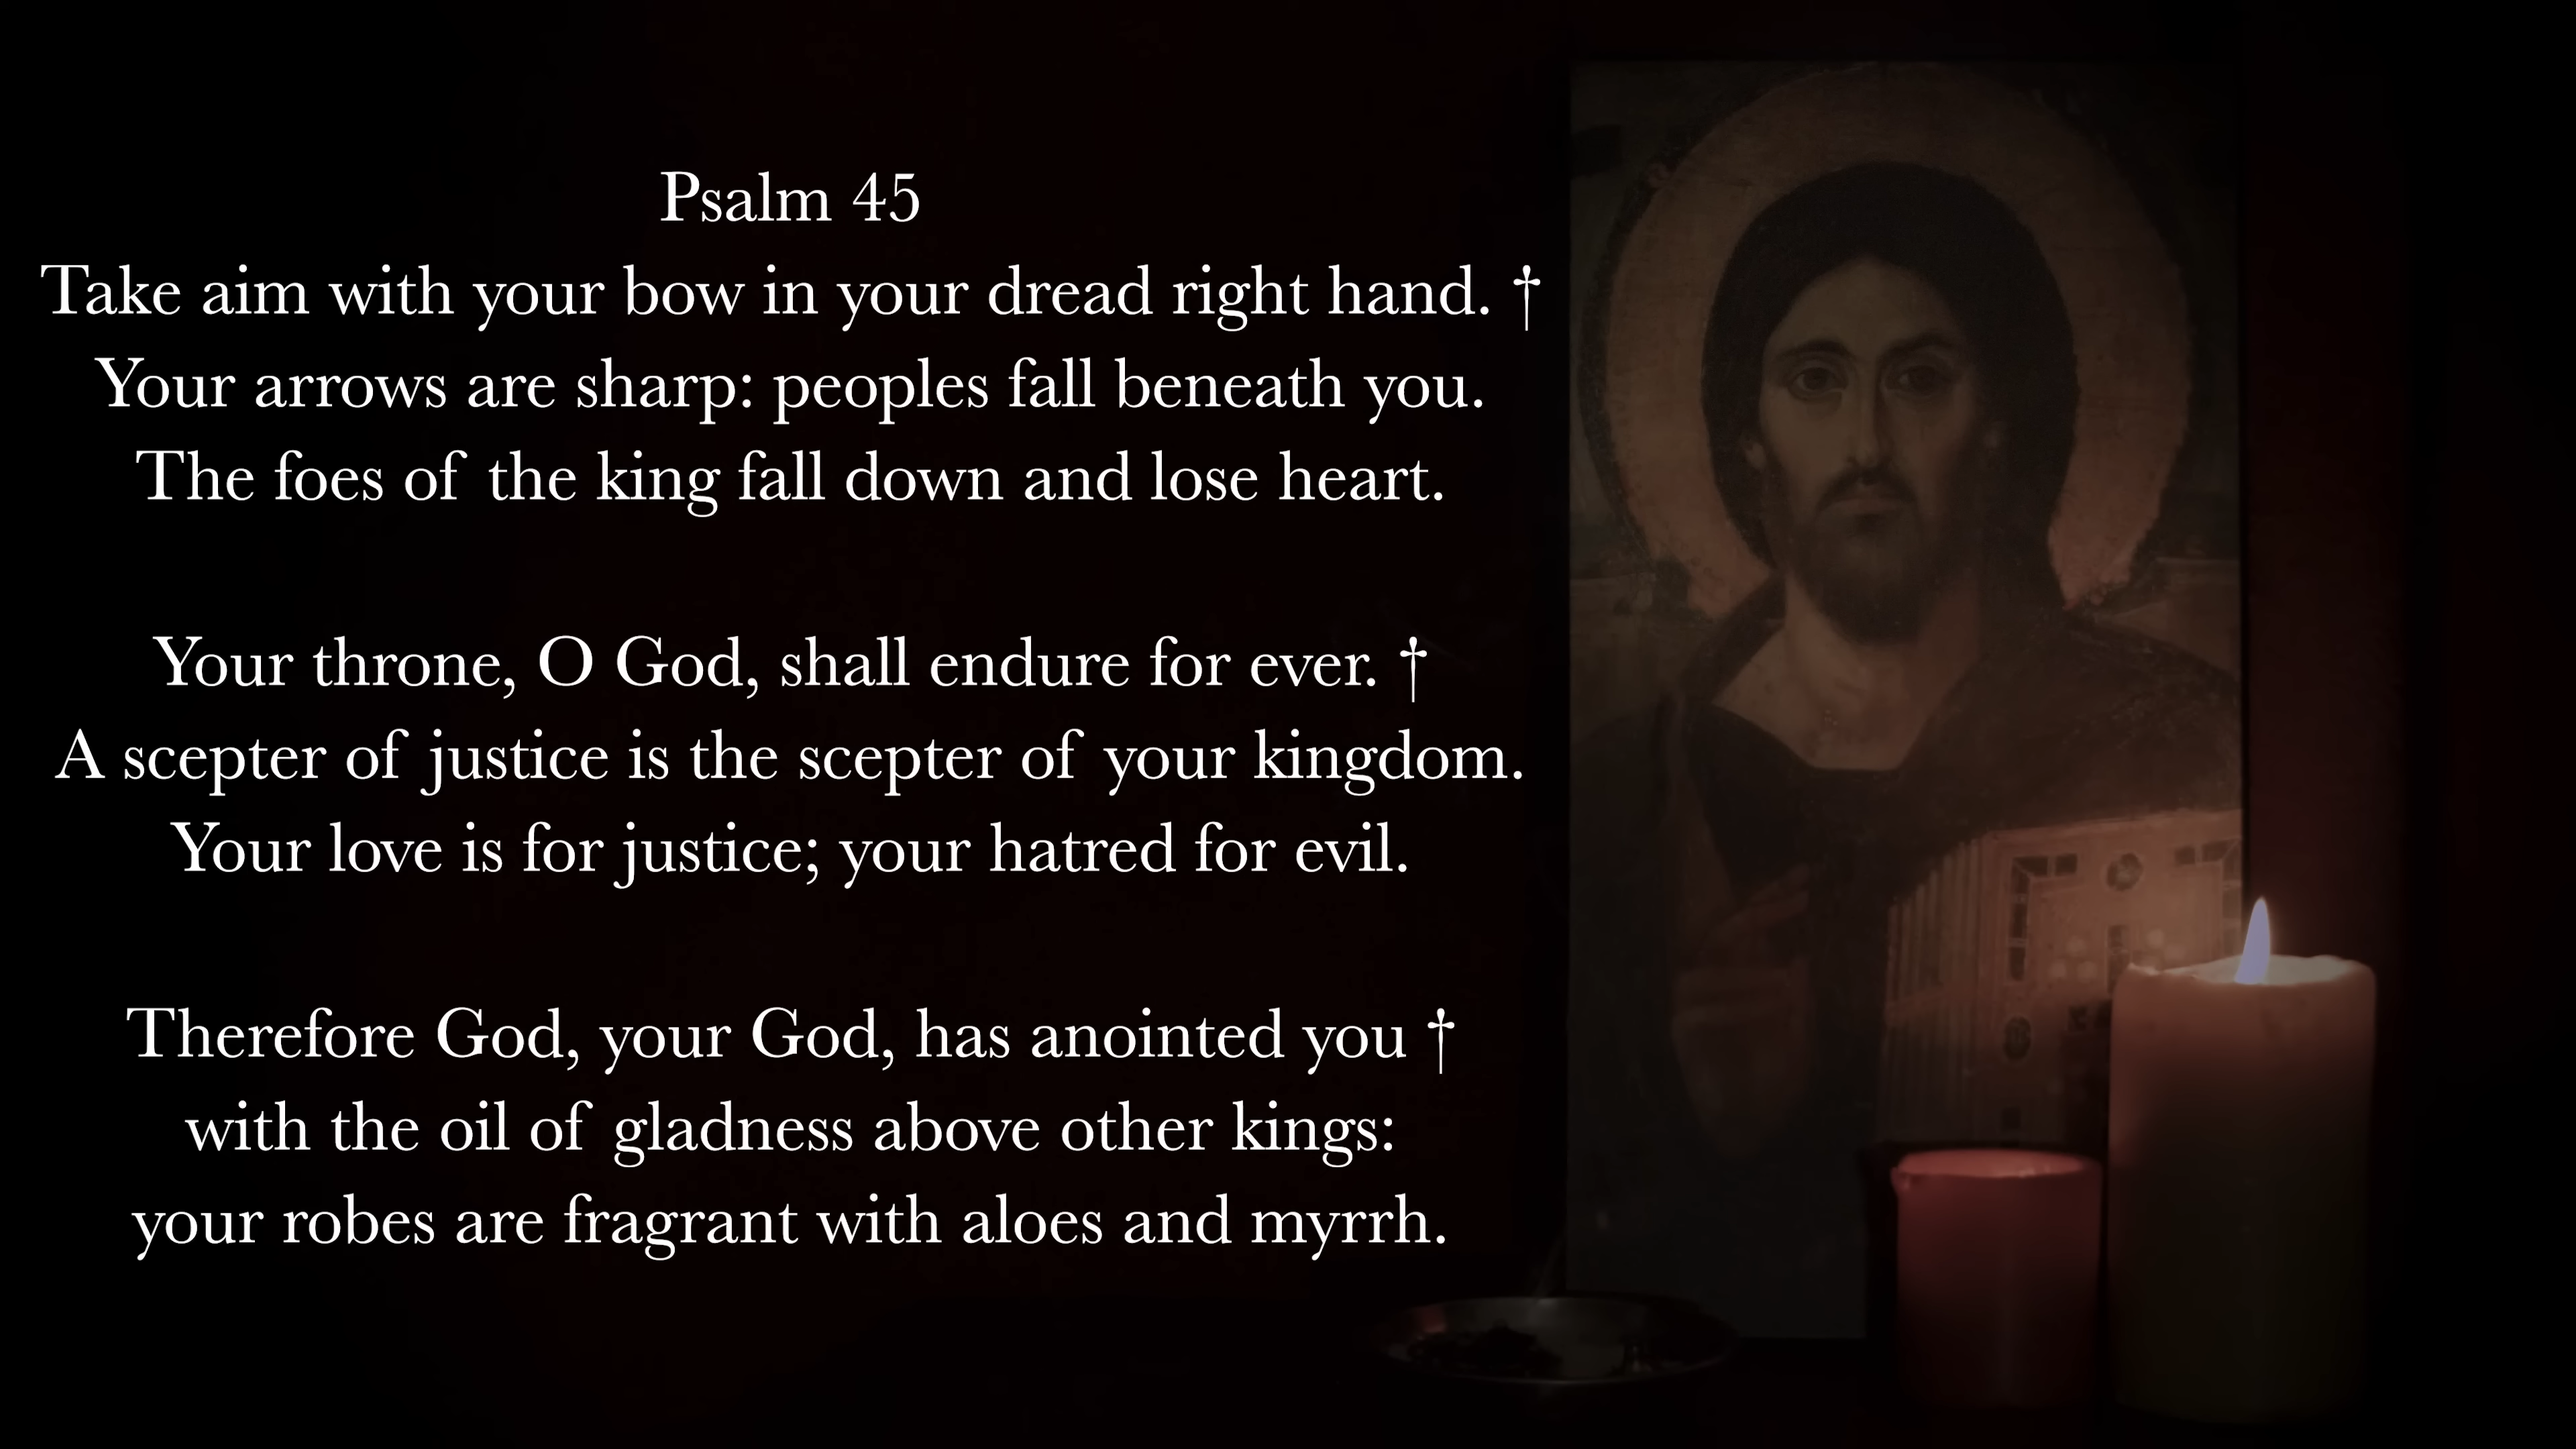 Psalm 45
Take aim with your bow in your dread right hand. †
Your arrows are sharp: peoples fall beneath you.
The foes of the king fall down and lose heart.
Your throne, O God, shall endure for ever. †
A scepter of justice is the scepter of your kingdom.
Your love is for justice; your hatred for evil.
Therefore God, your God, has anointed you †
with the oil of gladness above other kings:
your robes are fragrant with aloes and myrrh.